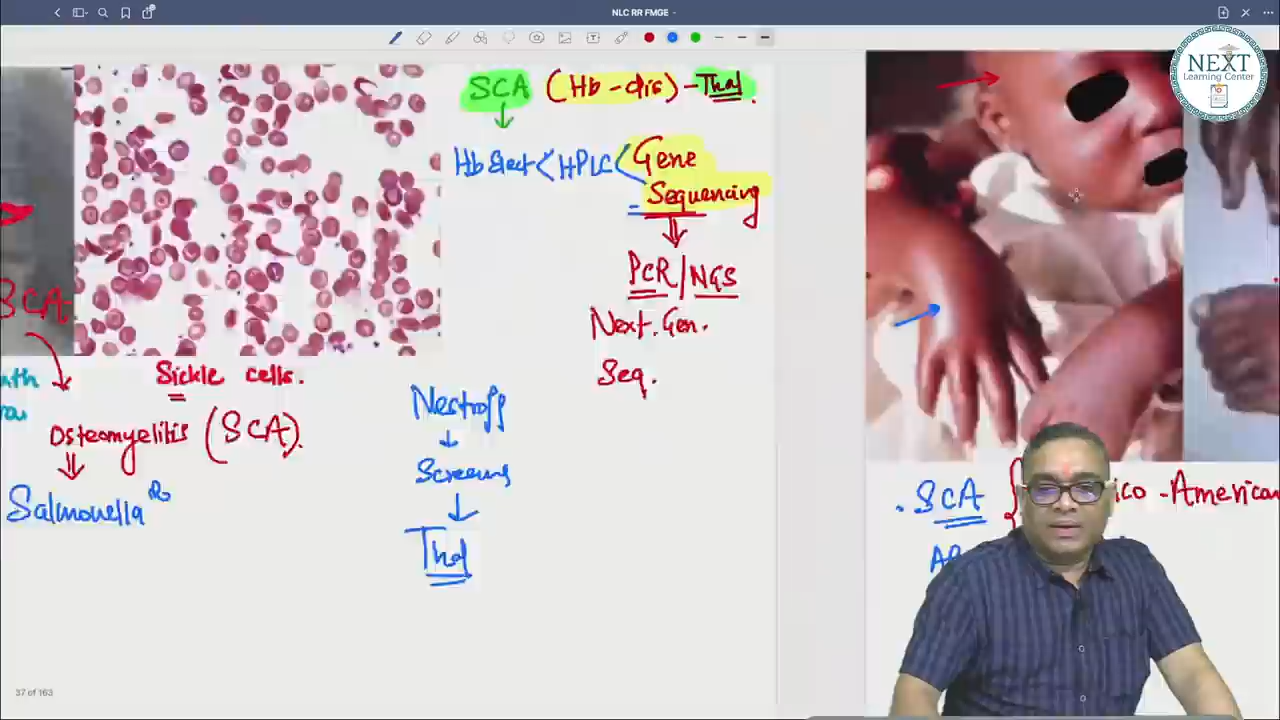 NLC RR FMGE
NEXT
Learning Center
SCA (Hb-dis) - Thal.
Hb Elect < HPLC < Gene
Sequencing
PCR/NGS
Next. Gen.
Seq.
SCA.
Sickle cells.
Osteomyelitis (SCA).
Salmonella
Nestroff
Screening
Thal
. SCA
ico - American
37 of 163